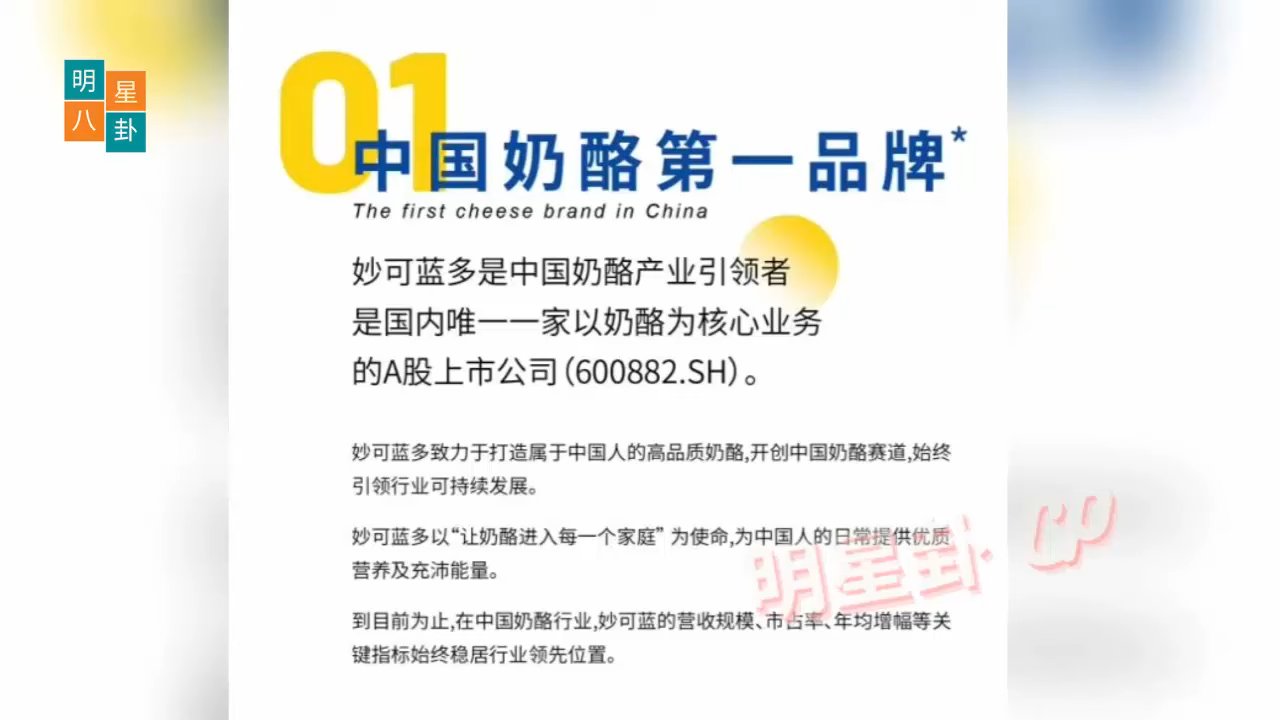 明星
八卦
01
中国奶酪第一品牌*
The first cheese brand in China
妙可蓝多是中国奶酪产业引领者
是国内唯一一家以奶酪为核心业务
的A股上市公司(600882.SH)。
妙可蓝多致力于打造属于中国人的高品质奶酪,开创中国奶酪赛道,始终
引领行业可持续发展。
妙可蓝多以“让奶酪进入每一个家庭”为使命,为中国人的日常提供优质
营养及充沛能量。
明星卦·CP
到目前为止,在中国奶酪行业,妙可蓝的营收规模、市占率、年均增幅等关
键指标始终稳居行业领先位置。